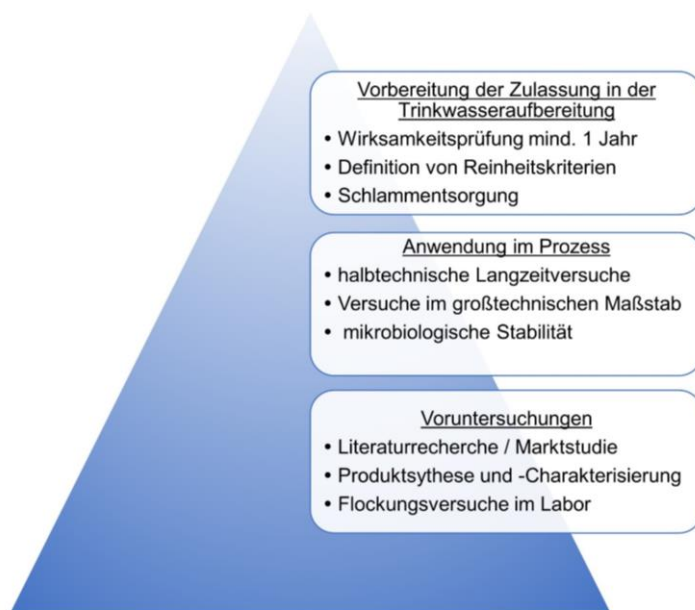 Vorbereitung der Zulassung in der
Trinkwasseraufbereitung
• Wirksamkeitsprüfung mind. 1 Jahr
• Definition von Reinheitskriterien
• Schlammentsorgung
Anwendung im Prozess
• halbtechnische Langzeitversuche
• Versuche im großtechnischen Maßstab
• mikrobiologische Stabilität
Voruntersuchungen
• Literaturrecherche / Marktstudie
• Produktsythese und -Charakterisierung
• Flockungsversuche im Labor